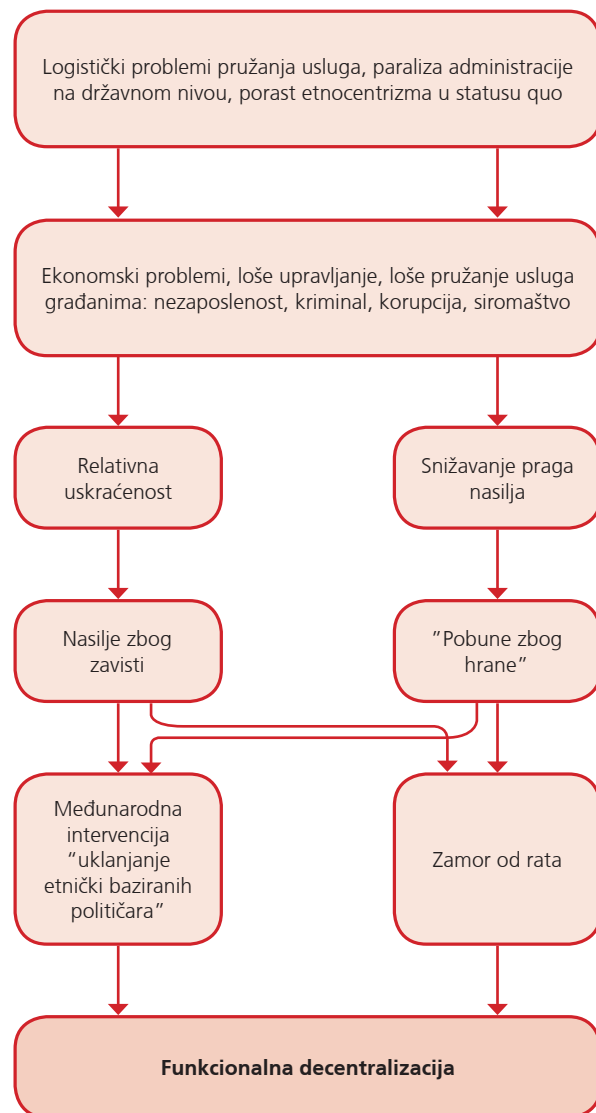 Logistički problemi pružanja usluga, paraliza administracije
na državnom nivou, porast etnocentrizma u statusu quo
Ekonomski problemi, loše upravljanje, loše pružanje usluga
građanima: nezaposlenost, kriminal, korupcija, siromaštvo
Relativna
uskraćenost
Snižavanje praga
nasilja
Nasilje zbog
zavisti
”Pobune zbog
hrane”
Međunarodna
intervencija
“uklanjanje
etnički baziranih
političara”
Zamor od rata
Funkcionalna decentralizacija